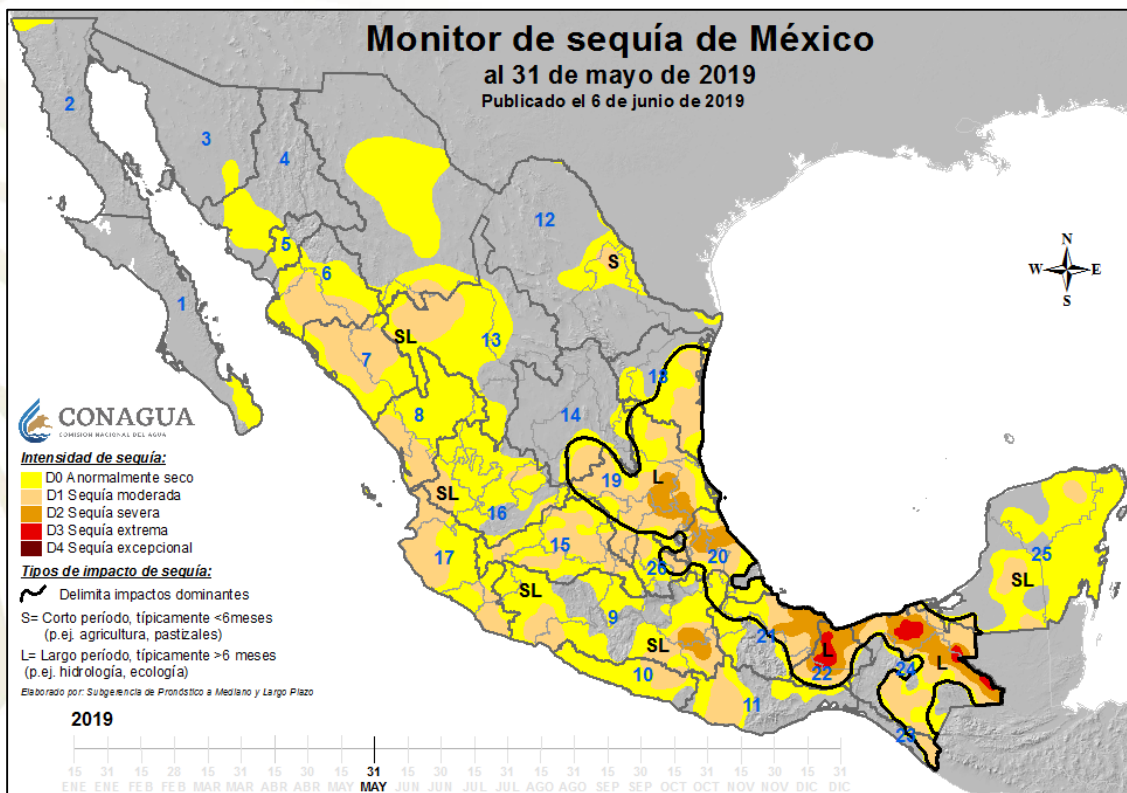 Monitor de sequía de México
al 31 de mayo de 2019
Publicado el 6 de junio de 2019
2
3
4
12
N
W E
S
5
S
6
1
SL
13
7
18
8
14
CONAGUA
COMISIÓN NACIONAL DEL AGUA
Intensidad de sequía:
D0 Anormalmente seco
D1 Sequía moderada
D2 Sequía severa
D3 Sequía extrema
D4 Sequía excepcional
Tipos de impacto de sequía:
Delimita impactos dominantes
S= Corto período, típicamente <6meses
(p.ej. agricultura, pastizales)
L= Largo período, típicamente >6 meses
(p.ej. hidrología, ecología)
Elaborado por: Subgerencia de Pronóstico a Mediano y Largo Plazo
L
19
SL
16
15
17
20
26
25
SL
SL
9
SL
21
L
22
L
24
10
11
23
2019
15 31 15 28 15 31 15 30 15 31 15 30 15 31 15 31 15 30 15 31 15 30 15 31
ENE ENE FEB FEB MAR MAR ABR ABR MAY MAY JUN JUN JUL JUL AGO AGO SEP SEP OCT OCT NOV NOV DIC DIC